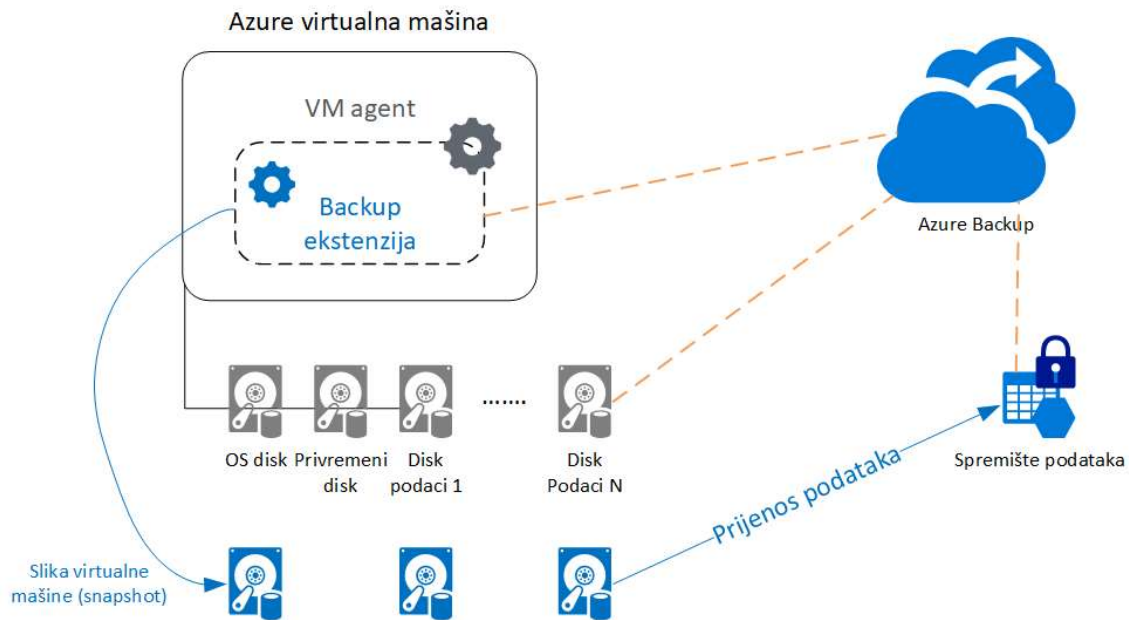 Azure virtualna mašina
VM agent
Backup
ekstenzija
Azure Backup
OS disk
Privremeni
disk
Disk
podaci 1
.......
Disk
Podaci N
Spremište podataka
Prijenos podataka
Slika virtualne
mašine (snapshot)